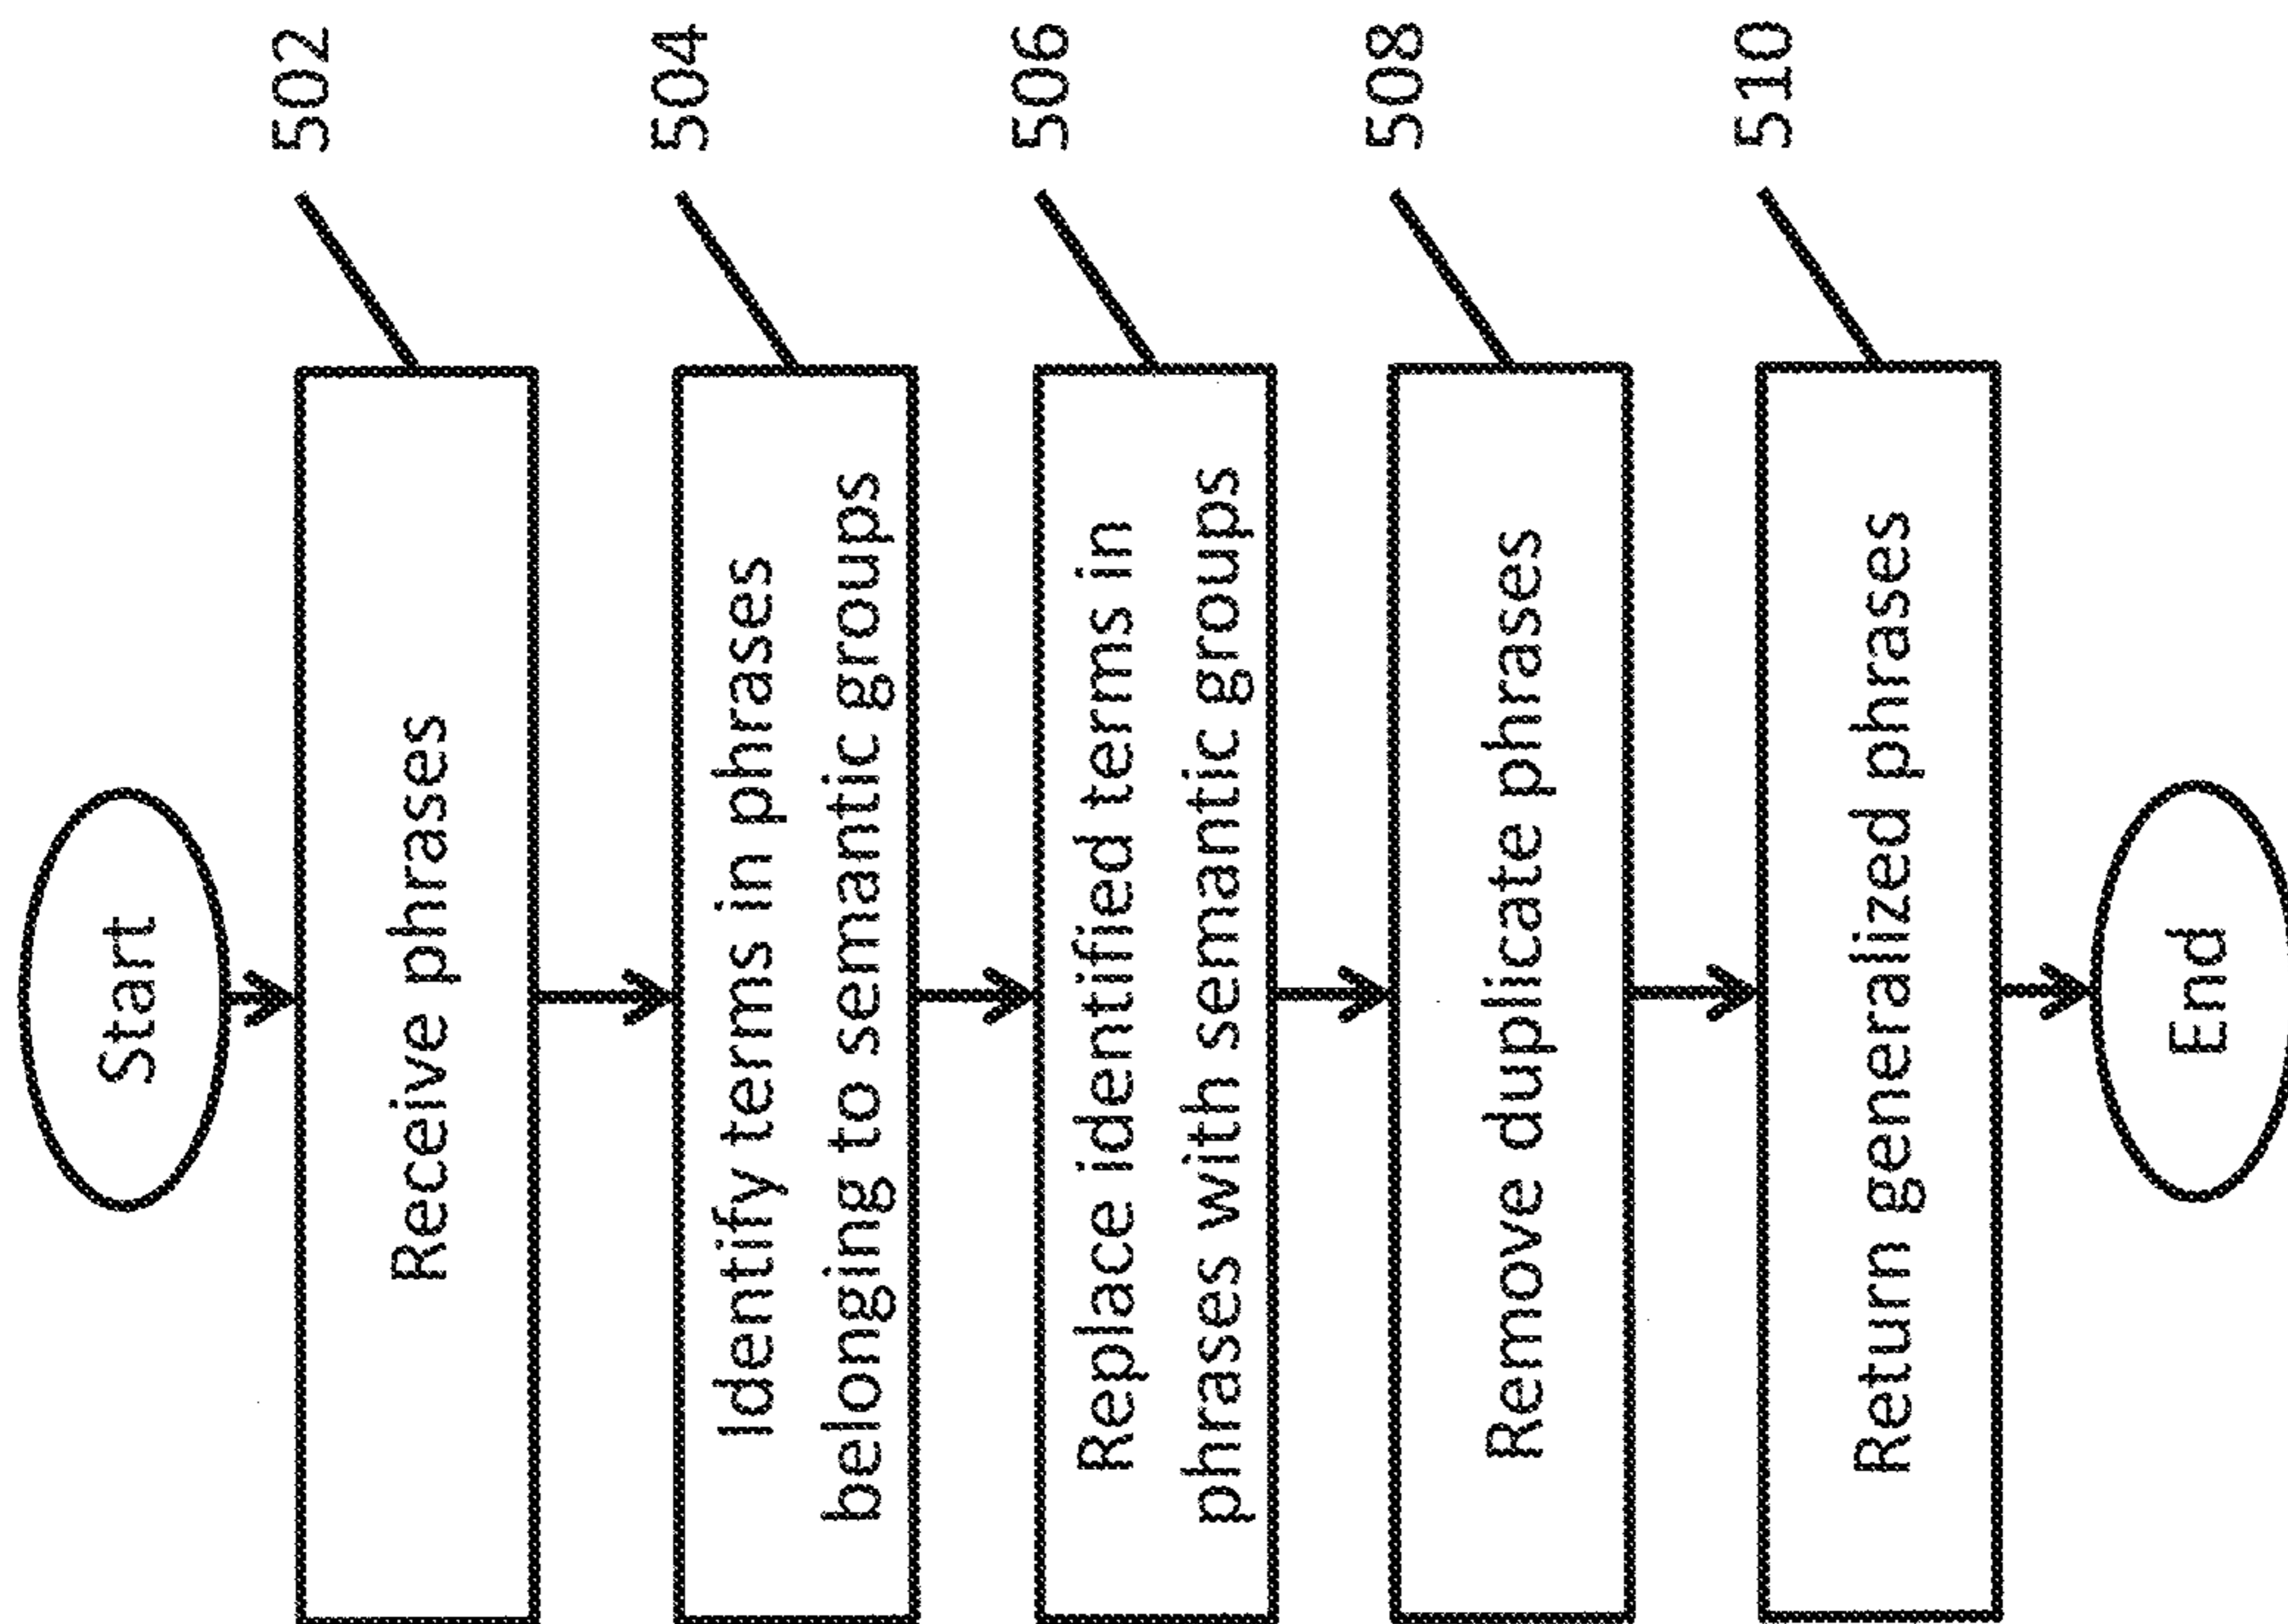 Start
Receive phrases
502
Identify terms in phrases
belonging to semantic groups
504
Replace identified terms in
phrases with semantic groups
506
Remove duplicate phrases
508
Return generalized phrases
510
End